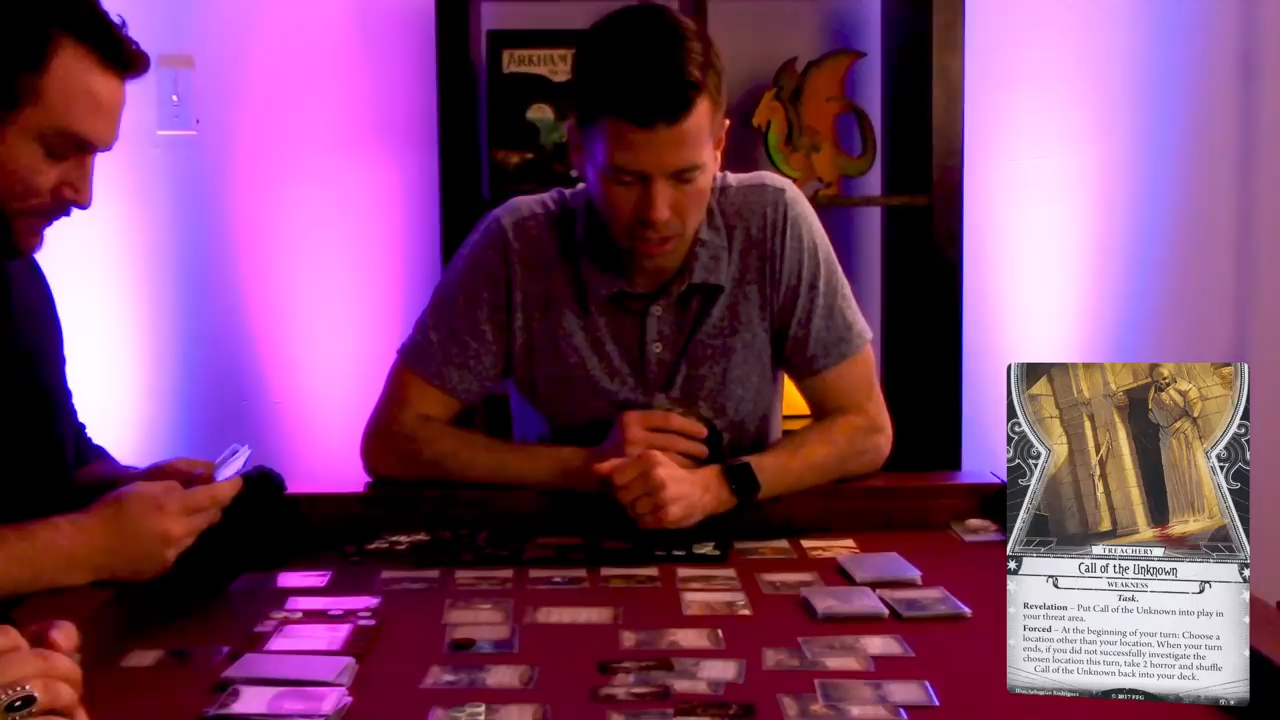 ARKHAM
TREACHERY
Call of the Unknown
WEAKNESS
Task.
Revelation – Put Call of the Unknown into play in
your threat area.
Forced – At the beginning of your turn: Choose a
location other than your location. When your turn
ends, if you did not successfully investigate the
chosen location this turn, take 2 horror and shuffle
Call of the Unknown back into your deck.
© 2017 FFG